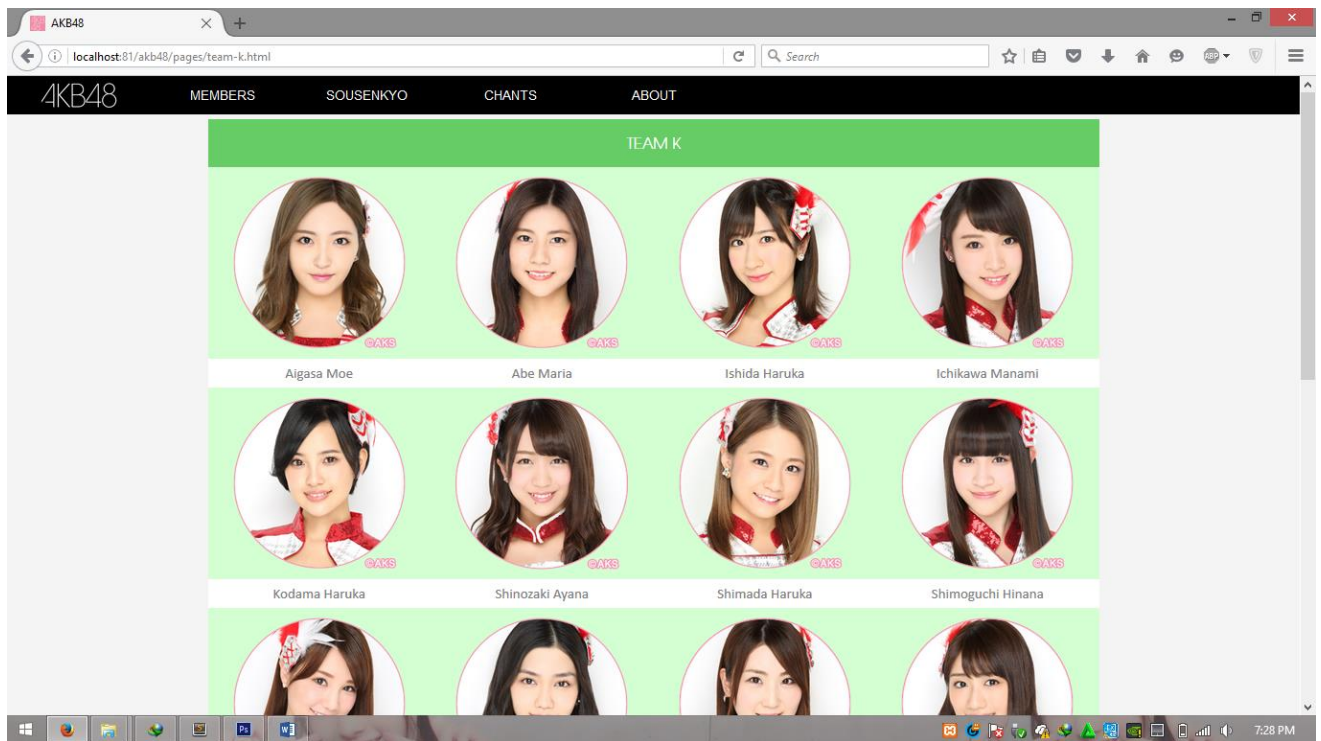 AKB48
localhost:81/akb48/pages/team-k.html
Search
ABP
AKB48 MEMBERS SOUSENKYO CHANTS ABOUT
TEAM K
©AKS ©AKS ©AKS ©AKS
Aigasa Moe Abe Maria Ishida Haruka Ichikawa Manami
©AKS ©AKS ©AKS ©AKS
Kodama Haruka Shinozaki Ayana Shimada Haruka Shimoguchi Hinana
Ps W 7:28 PM